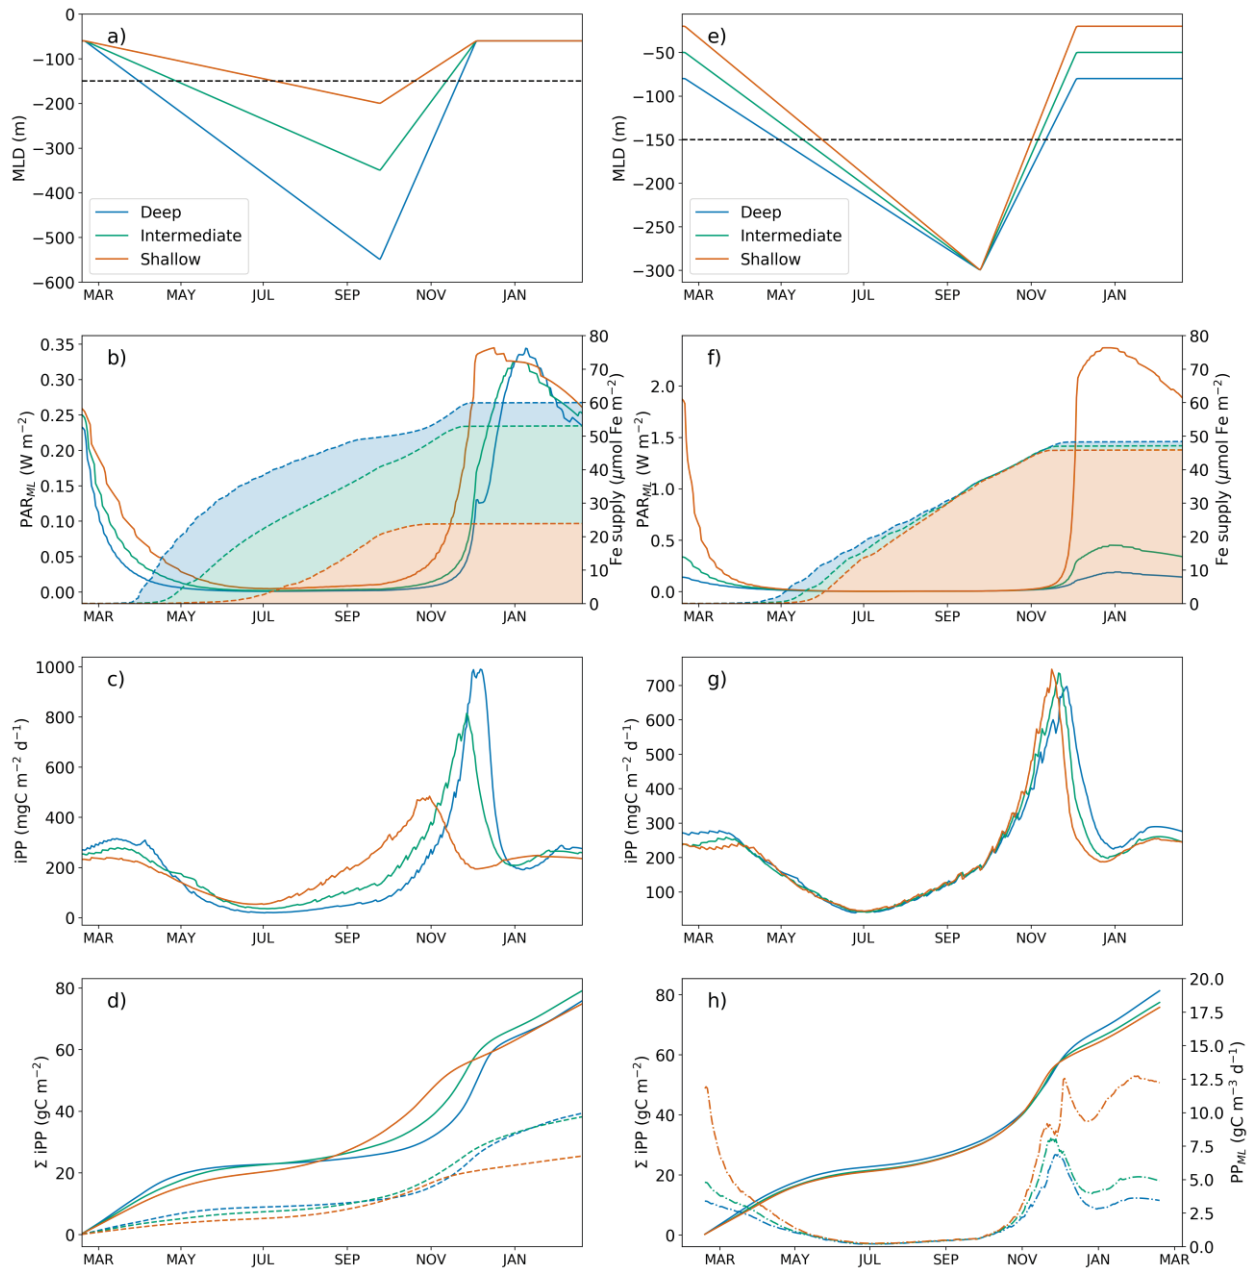 a)
0
−100
−200
−300
−400
−500
−600
MLD (m)
Deep
Intermediate
Shallow
MAR MAY JUL SEP NOV JAN
e)
−50
−100
−150
−200
−250
−300
MLD (m)
Deep
Intermediate
Shallow
MAR MAY JUL SEP NOV JAN
b)
0.35
0.30
0.25
0.20
0.15
0.10
0.05
0.00
PAR_ML (W m⁻²)
80
70
60
50
40
30
20
10
0
Fe supply (μmol Fe m⁻²)
MAR MAY JUL SEP NOV JAN
f)
2.0
1.5
1.0
0.5
0.0
PAR_ML (W m⁻²)
80
70
60
50
40
30
20
10
0
Fe supply (μmol Fe m⁻²)
MAR MAY JUL SEP NOV JAN
c)
1000
800
600
400
200
0
iPP (mgC m⁻² d⁻¹)
MAR MAY JUL SEP NOV JAN
g)
700
600
500
400
300
200
100
iPP (mgC m⁻² d⁻¹)
MAR MAY JUL SEP NOV JAN
d)
80
60
40
20
0
Σ iPP (gC m⁻²)
MAR MAY JUL SEP NOV JAN
h)
80
60
40
20
0
Σ iPP (gC m⁻²)
20.0
17.5
15.0
12.5
10.0
7.5
5.0
2.5
0.0
PP_ML (gC m⁻³ d⁻¹)
MAR MAY JUL SEP NOV JAN MAR